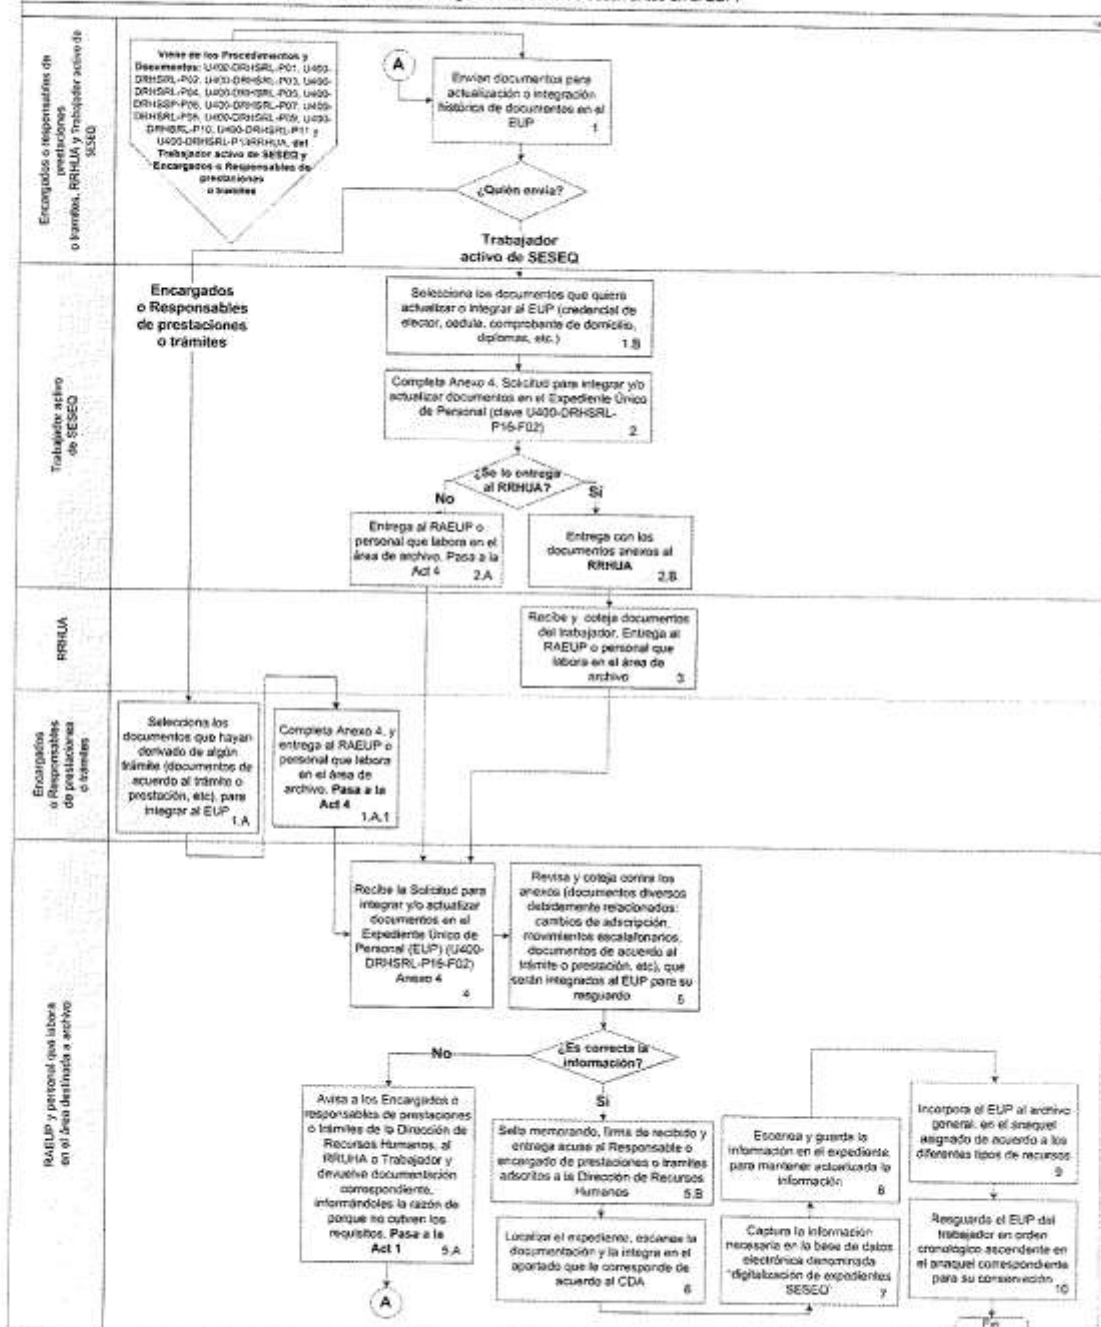 Encargados o responsables de
prestaciones
o tramites, RRHUA y Trabajador activo de
SESEQ
Viene de los Procedimientos y
Documentos:
Trabajador activo de SESEQ y
Encargados o Responsables de
prestaciones
o tramites
A
Envían documentos para
actualización o integración
histórica de documentos en el
EUP
1
¿Quién envía?
Trabajador
activo de SESEQ
Encargados
o Responsables
de prestaciones
o trámites
Trabajador activo
de SESEQ
Selecciona los documentos que quiera
actualizar o integrar al EUP (credencial de
elector, cedula, comprobante de domicilio,
diplomas, etc.)
1.B
Completa Anexo 4. Solicitud para integrar y/o
actualizar documentos en el Expediente Único
de Personal (clave U400-DRHSRL-
P16-F02)
2
¿Se lo entrega
al RRHUA?
No
Sí
Entrega al RAEUP o
personal que labora en el
área de archivo. Pasa a la
Act 4
2.A
Entrega con los
documentos anexos al
RRHUA
2.B
RRHUA
Recibe y coteja documentos
del trabajador. Entrega al
RAEUP o personal que
labora en el área de
archivo
3
Encargados
o Responsables
de prestaciones
o trámites
Selecciona los
documentos que hayan
derivado de algún
trámite (documentos de
acuerdo al trámite o
prestación, etc), para
integrar al EUP
1.A
Completa Anexo 4, y
entrega al RAEUP o
personal que labora
en el área de
archivo. Pasa a la
Act 4
1.A.1
RAEUP y personal que labora
en el área destinada a archivo
Recibe la Solicitud para
integrar y/o actualizar
documentos en el
Expediente Único de
Personal (EUP) (U400-
DRHSRL-P16-F02)
Anexo 4
4
Revisa y coteja contra los
anexos (documentos diversos
debidamente relacionados:
cambios de adscripción,
movimientos escalafonarios,
documentos de acuerdo al
trámite o prestación, etc), que
serán integrados al EUP para su
resguardo
5
¿Es correcta la
información?
No
Sí
Avisa a los Encargados o
responsables de prestaciones
o trámites de la Dirección de
Recursos Humanos, al
RRUHA o Trabajador y
devuelve documentación
correspondiente,
informándoles la razón de
porque no cubren los
requisitos. Pasa a la
Act 1
5.A
A
Sella memorando, firma de recibido y
entrega acuse al Responsable o
encargado de prestaciones o tramites
adscritos a la Dirección de Recursos
Humanos
5.B
Localiza el expediente, escanea la
documentación y la integra en el
apartado que le corresponde de
acuerdo al CDA
6
Captura la información
necesaria en la base de datos
electrónica denominada
"digitalización de expedientes
SESEQ"
Escanea y guarda la
información en el expediente
para mantener actualizada la
información
8
Incorpora el EUP al archivo
general, en el anaquel
asignado de acuerdo a los
diferentes tipos de recursos
9
Resguarda el EUP del
trabajador en orden
cronológico ascendente en
el anaquel correspondiente
para su conservación
10
Fin